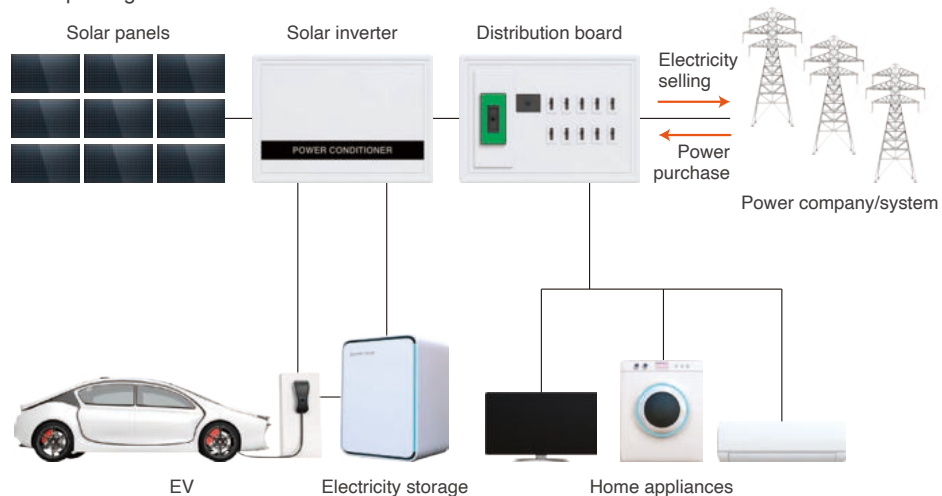 Solar panels
Solar inverter
Distribution board
Electricity
selling
POWER CONDITIONER
Power
purchase
Power company/system
EV
Electricity storage
Home appliances